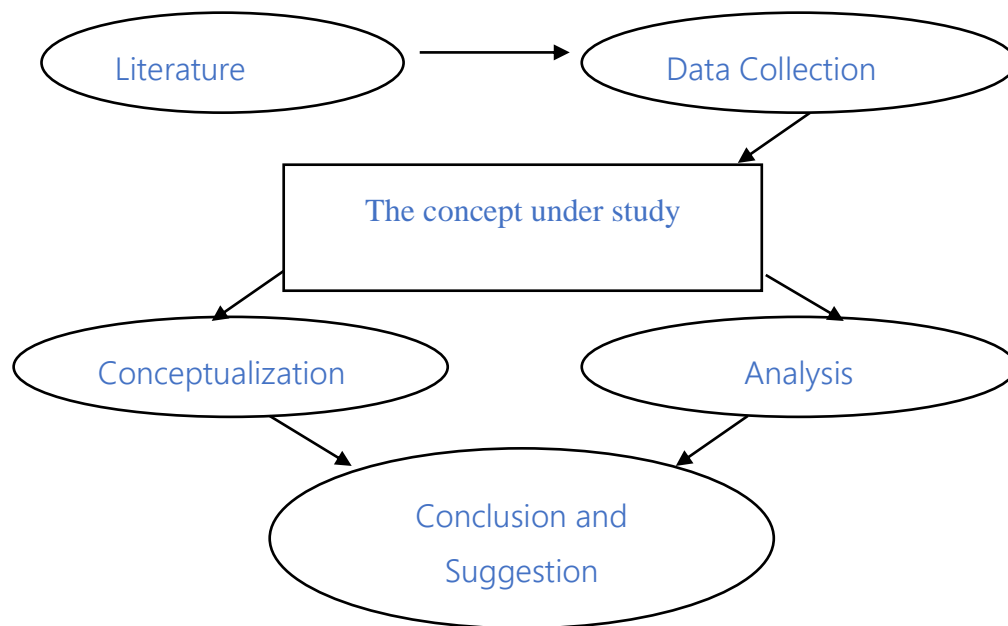 Literature
Data Collection
The concept under study
Conceptualization
Analysis
Conclusion and
Suggestion